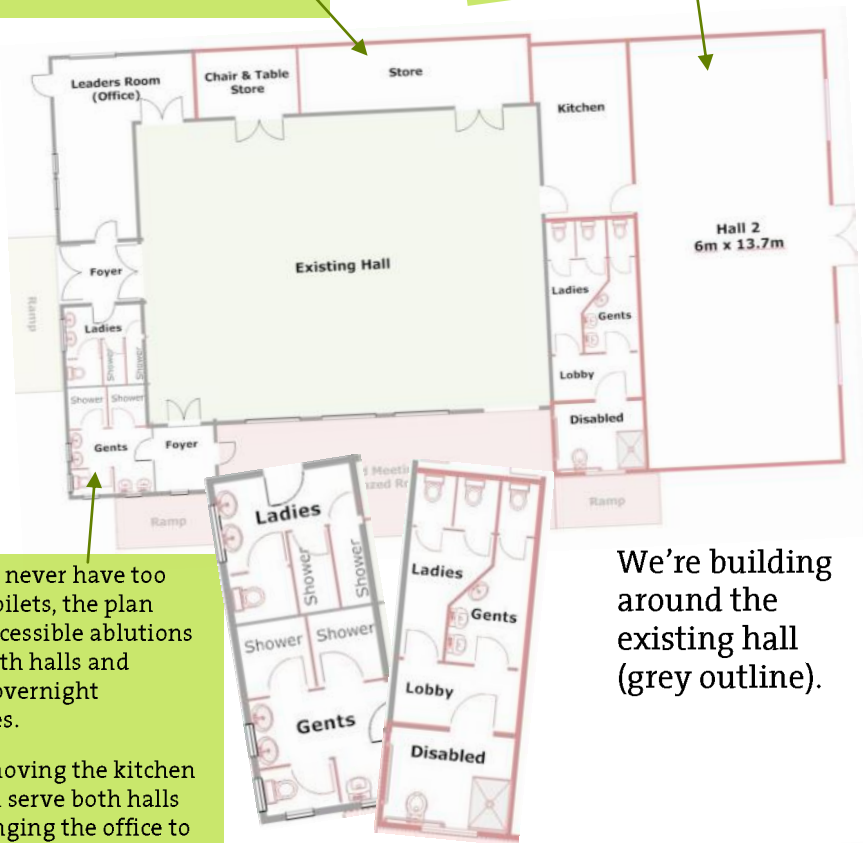 Leaders Room
(Office)
Chair & Table
Store
Store
Kitchen
Hall 2
6m x 13.7m
Existing Hall
Foyer
Ramp
Ladies
Shower
Shower
Shower
Shower
Gents
Foyer
Ladies
Gents
Lobby
Disabled
Ramp
Ramp
Ladies
Shower
Shower
Shower
Shower
Gents
Ladies
Gents
Lobby
Disabled
We're building
around the
existing hall
(grey outline).
never have too
oilets, the plan
cessible ablutions
th halls and
overnight
es.
oving the kitchen
serve both halls
nging the office to